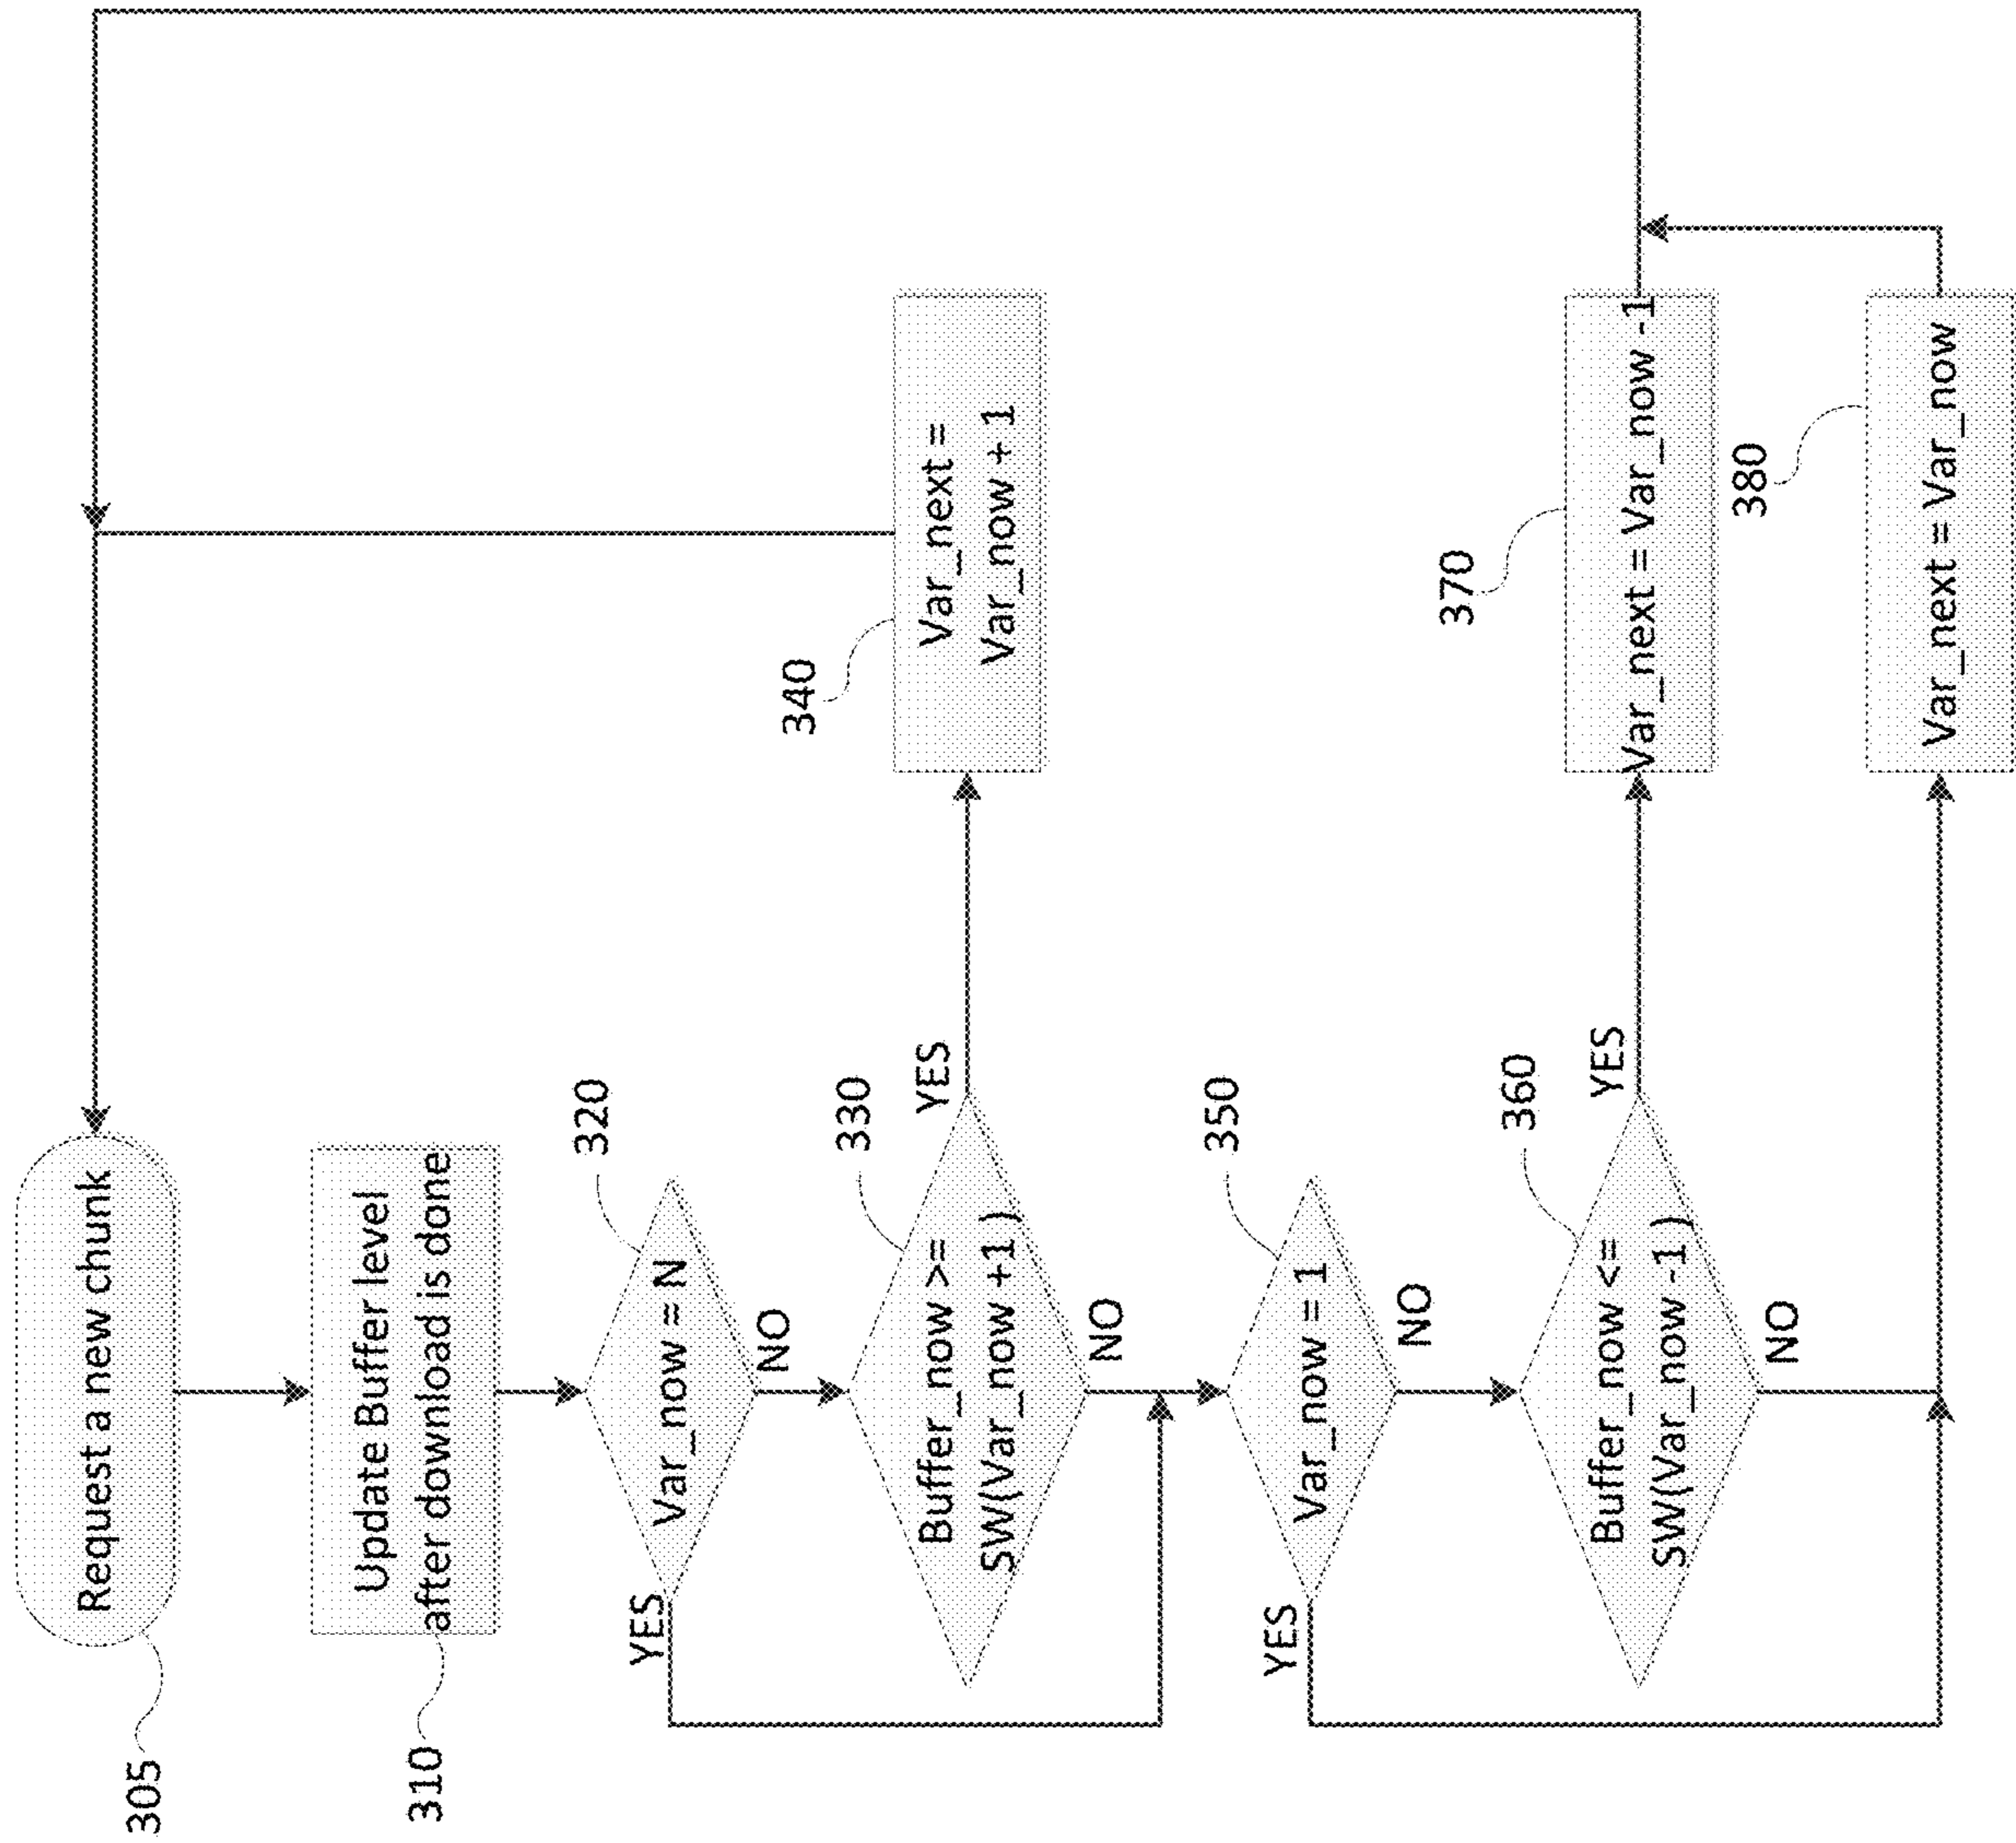 Request a new chunk
305
Update Buffer level
after download is done
310
Var_now = N
320
YES
NO
Buffer_now >=
SW(Var_now +1 )
330
YES
NO
Var_next =
Var_now + 1
340
Var_now = 1
350
YES
NO
Buffer_now <=
SW(Var_now -1 )
360
YES
NO
Var_next = Var_now -1
370
Var_next = Var_now
380